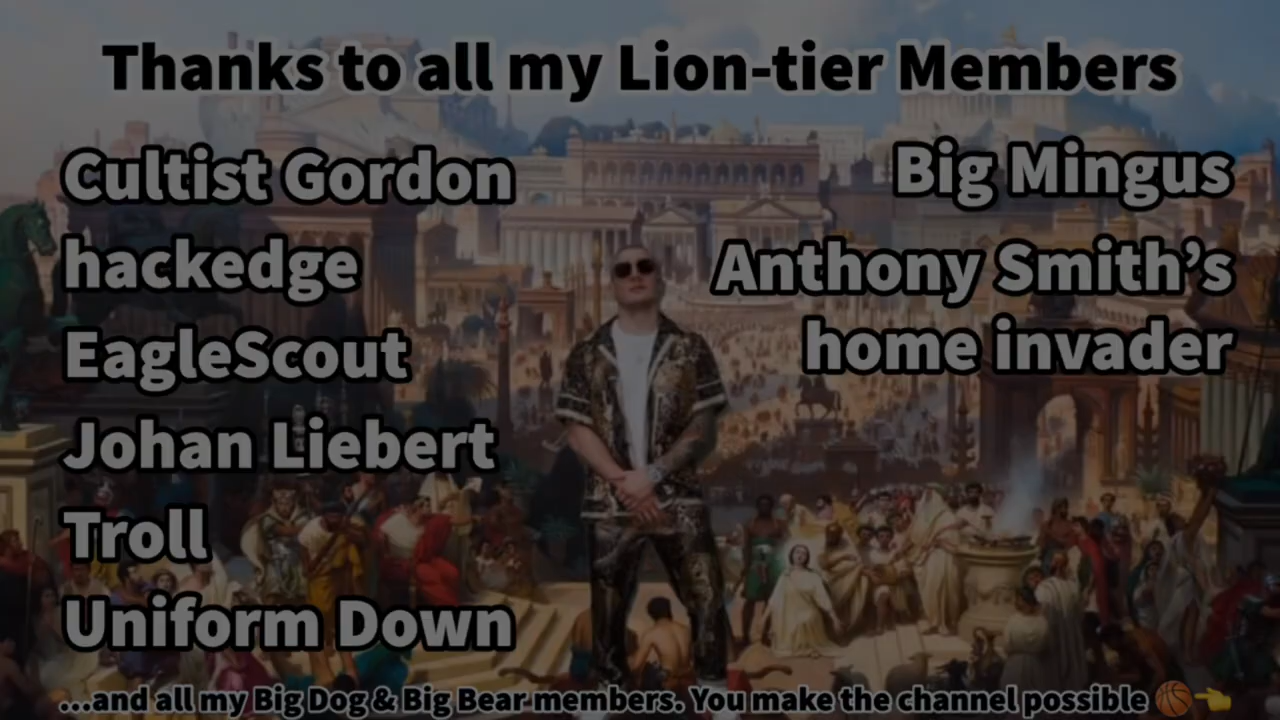 Thanks to all my Lion-tier Members
Cultist Gordon
hackedge
EagleScout
Johan Liebert
Troll
Uniform Down
Big Mingus
Anthony Smith’s
home invader
...and all my Big Dog & Big Bear members. You make the channel possible 🏀👈